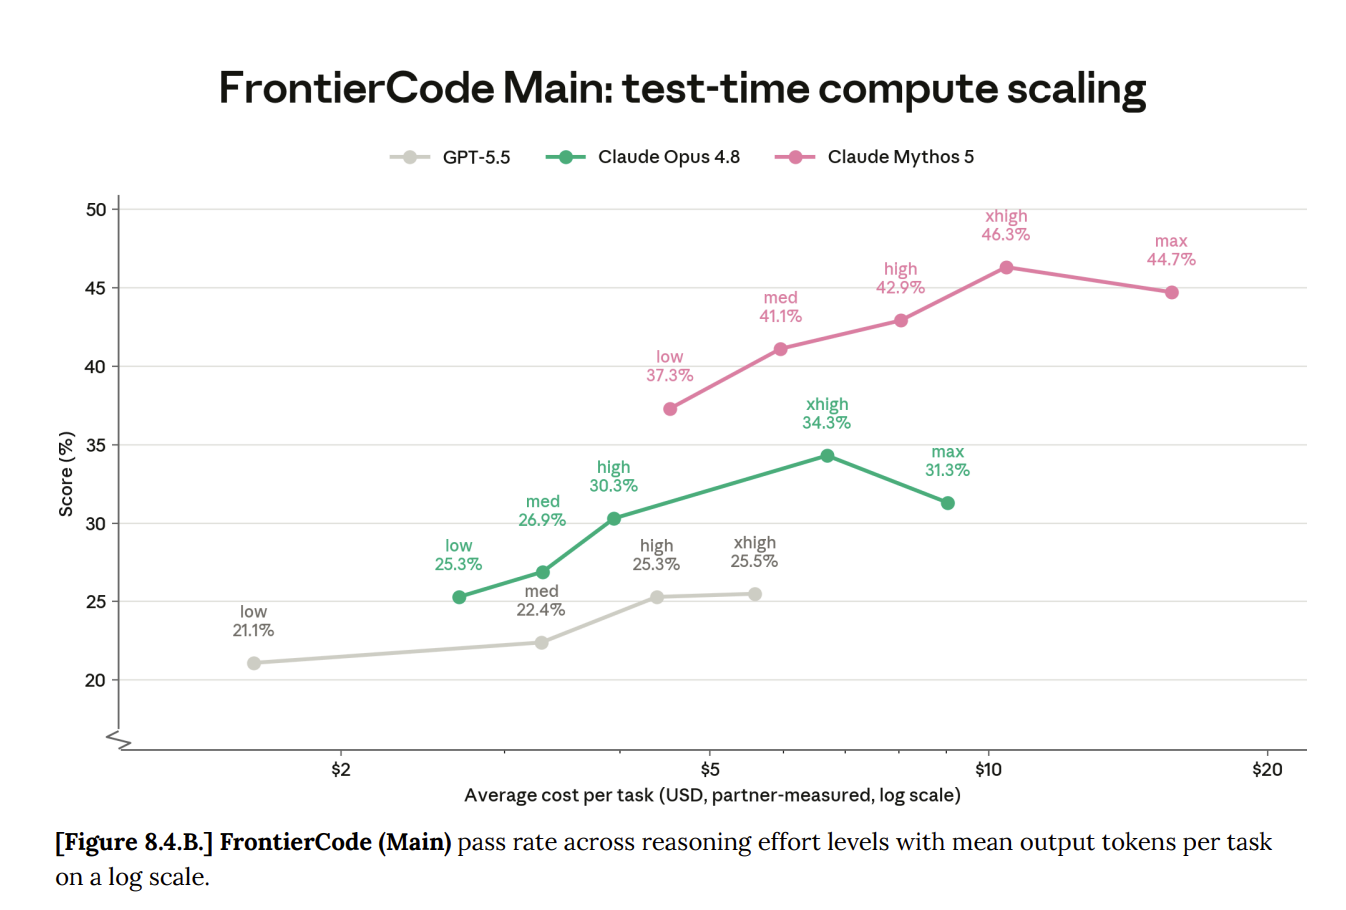 FrontierCode Main: test-time compute scaling
GPT-5.5
Claude Opus 4.8
Claude Mythos 5
50
45
40
35
30
25
20
Score (%)
xhigh
46.3%
max
44.7%
high
42.9%
med
41.1%
low
37.3%
xhigh
34.3%
max
31.3%
high
30.3%
med
26.9%
low
25.3%
high
25.3%
xhigh
25.5%
med
22.4%
low
21.1%
$2
$5
$10
$20
Average cost per task (USD, partner-measured, log scale)
[Figure 8.4.B.] FrontierCode (Main) pass rate across reasoning effort levels with mean output tokens per task
on a log scale.